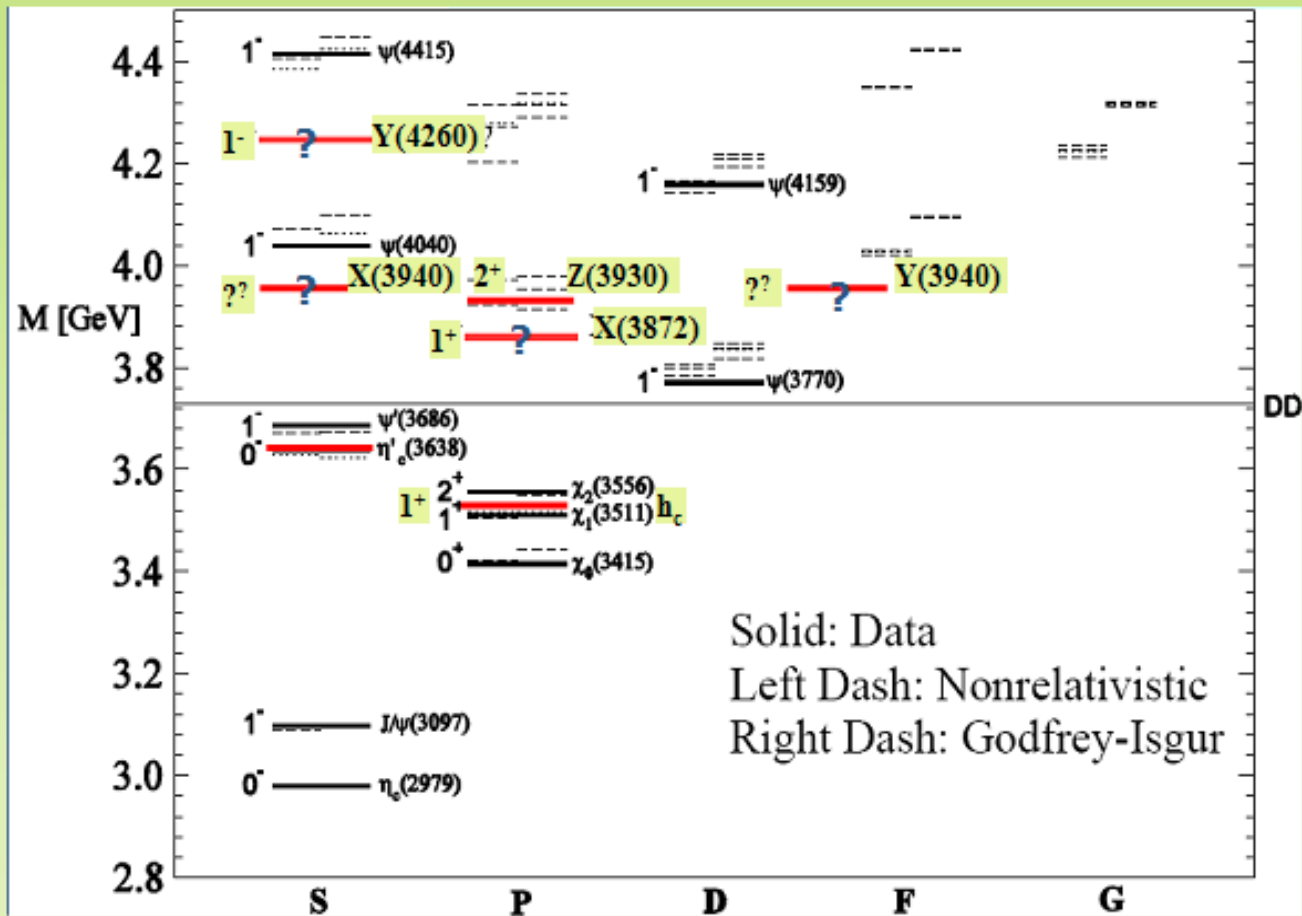 4.4
1⁻ ψ(4415)
1⁻ ? Y(4260) ?
4.2
1⁻ ψ(4159)
1⁻ ψ(4040)
4.0
?? ? X(3940)
2⁺ Z(3930)
?? ? Y(3940)
M [GeV]
1⁺ ? X(3872)
3.8
1⁻ ψ(3770)
DD
1⁻ ψ'(3686)
0⁻ η'c(3638)
3.6
2⁺ χ2(3556)
1⁺ hc
1⁺ χ1(3511)
0⁺ χ0(3415)
3.4
Solid: Data
Left Dash: Nonrelativistic
Right Dash: Godfrey-Isgur
3.2
1⁻ J/ψ(3097)
3.0
0⁻ ηc(2979)
2.8
S P D F G